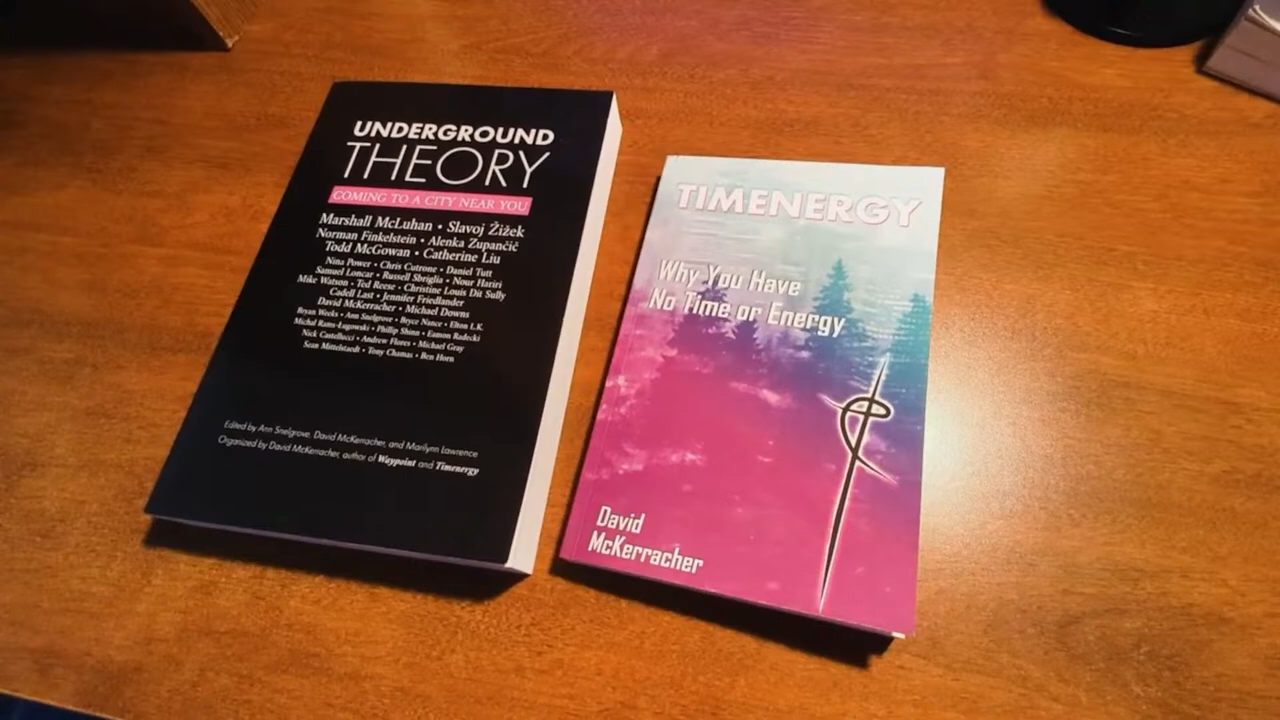 UNDERGROUND
THEORY
COMING TO A CITY NEAR YOU
Marshall McLuhan • Slavoj Žižek
Norman Finkelstein • Alenka Zupančič
Todd McGowan • Catherine Liu
Nina Power • Chris Cutrone • Daniel Tutt
Samuel Loncar • Russell Sbriglia • Nour Hariri
Mike Watson • Ted Reese • Christine Louis Dit Sully
Cadell Last • Jennifer Friedlander
David McKerracher • Michael Downs
Bryan Weeks • Ann Snelgrove • Bryce Nance • Elton L.K.
Michał Rams-Ługowski • Phillip Shinn • Eamon Radecki
Nick Castellucci • Andrew Flores • Michael Gray
Sean Mittelstaedt • Tony Chamas • Ben Horn
Edited by Ann Snelgrove, David McKerracher, and Marilynn Lawrence
Organized by David McKerracher, author of Waypoint and Timenergy
TIMENERGY
Why You Have
No Time or Energy
David
McKerracher